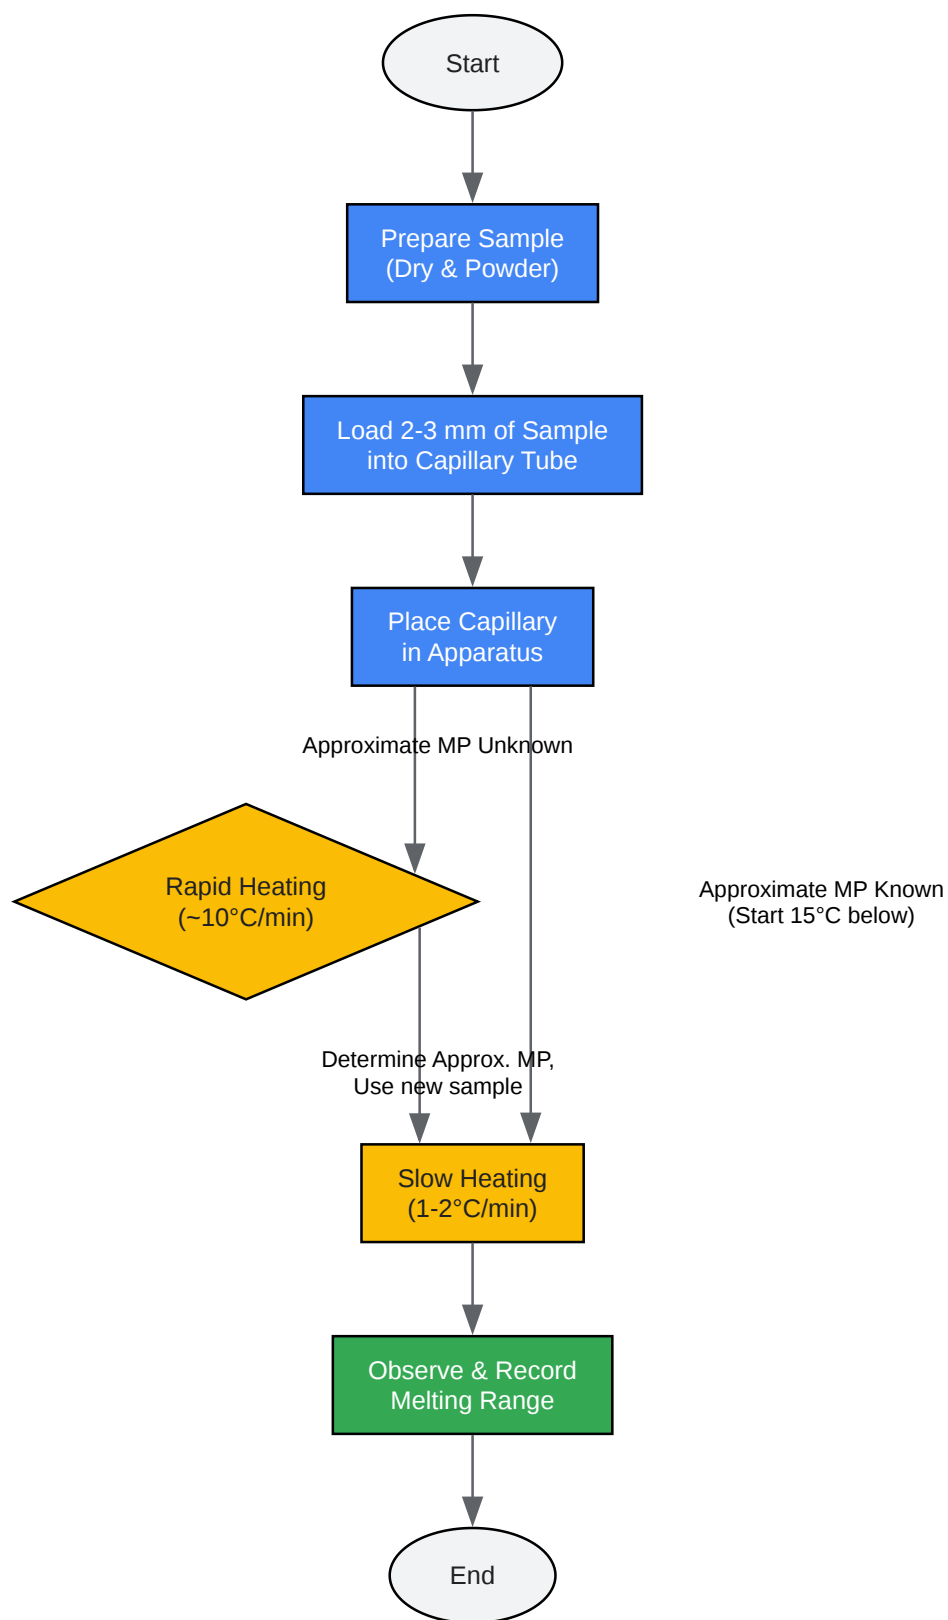 Start
Prepare Sample
(Dry & Powder)
Load 2-3 mm of Sample
into Capillary Tube
Place Capillary
in Apparatus
Approximate MP Unknown
Rapid Heating
(~10°C/min)
Approximate MP Known
(Start 15°C below)
Determine Approx. MP,
Use new sample
Slow Heating
(1-2°C/min)
Observe & Record
Melting Range
End